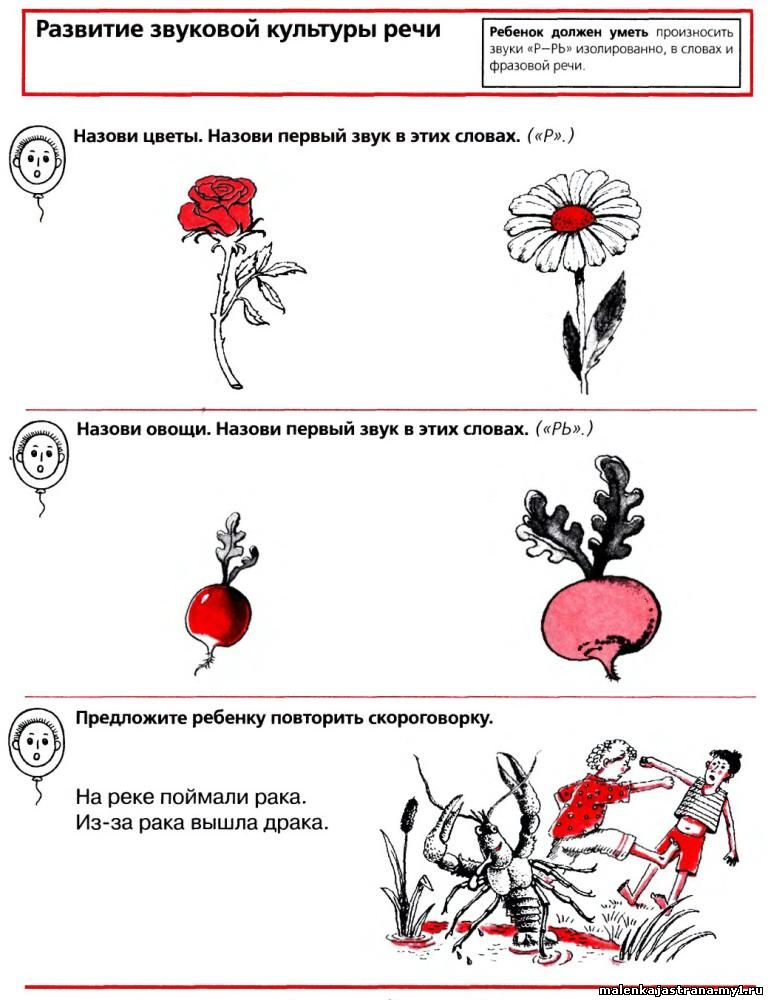 Развитие звуковой культуры речи
Ребенок должен уметь произносить
звуки «Р–РЬ» изолированно, в словах и
фразовой речи.
Назови цветы. Назови первый звук в этих словах. («Р».)
Назови овощи. Назови первый звук в этих словах. («РЬ».)
Предложите ребенку повторить скороговорку.
На реке поймали рака.
Из-за рака вышла драка.
malenkajastrana.my1.ru